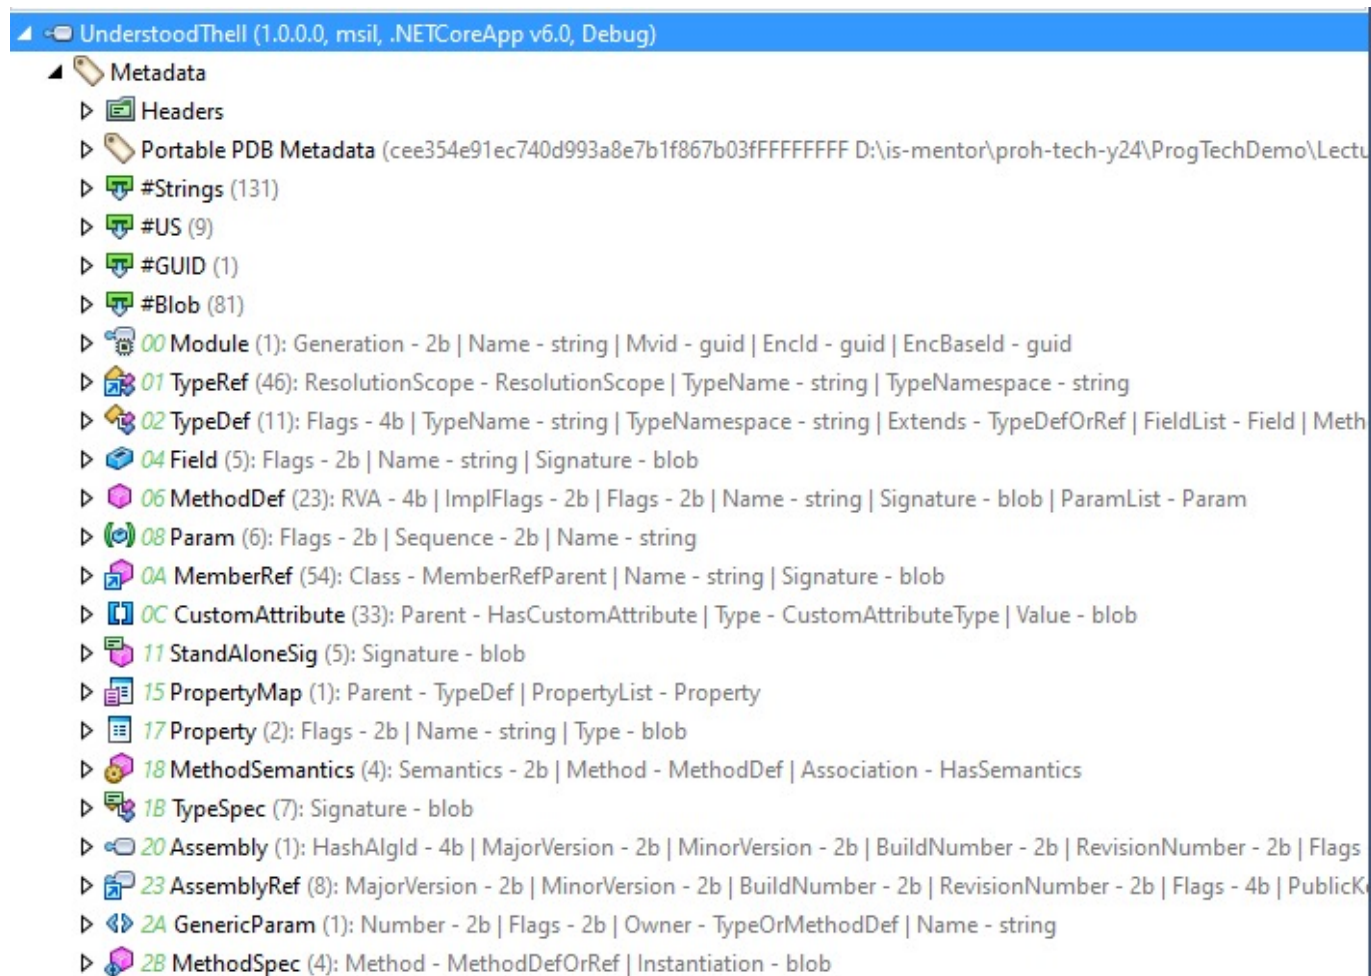 UnderstoodThell (1.0.0.0, msil, .NETCoreApp v6.0, Debug)
Metadata
Headers
Portable PDB Metadata (cee354e91ec740d993a8e7b1f867b03fFFFFFFFF D:\is-mentor\proh-tech-y24\ProgTechDemo\Lectu
#Strings (131)
#US (9)
#GUID (1)
#Blob (81)
00 Module (1): Generation - 2b | Name - string | Mvid - guid | EncId - guid | EncBaseId - guid
01 TypeRef (46): ResolutionScope - ResolutionScope | TypeName - string | TypeNamespace - string
02 TypeDef (11): Flags - 4b | TypeName - string | TypeNamespace - string | Extends - TypeDefOrRef | FieldList - Field | Meth
04 Field (5): Flags - 2b | Name - string | Signature - blob
06 MethodDef (23): RVA - 4b | ImplFlags - 2b | Flags - 2b | Name - string | Signature - blob | ParamList - Param
08 Param (6): Flags - 2b | Sequence - 2b | Name - string
0A MemberRef (54): Class - MemberRefParent | Name - string | Signature - blob
0C CustomAttribute (33): Parent - HasCustomAttribute | Type - CustomAttributeType | Value - blob
11 StandAloneSig (5): Signature - blob
15 PropertyMap (1): Parent - TypeDef | PropertyList - Property
17 Property (2): Flags - 2b | Name - string | Type - blob
18 MethodSemantics (4): Semantics - 2b | Method - MethodDef | Association - HasSemantics
1B TypeSpec (7): Signature - blob
20 Assembly (1): HashAlgId - 4b | MajorVersion - 2b | MinorVersion - 2b | BuildNumber - 2b | RevisionNumber - 2b | Flags
23 AssemblyRef (8): MajorVersion - 2b | MinorVersion - 2b | BuildNumber - 2b | RevisionNumber - 2b | Flags - 4b | PublicK
2A GenericParam (1): Number - 2b | Flags - 2b | Owner - TypeOrMethodDef | Name - string
2B MethodSpec (4): Method - MethodDefOrRef | Instantiation - blob